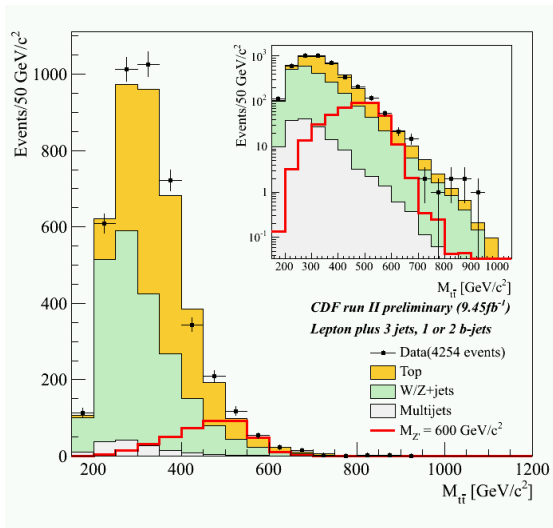 Events/50 GeV/c²
1000
800
600
400
200
0
200 400 600 800 1000 1200
M_tt̄ [GeV/c²]
Events/50 GeV/c²
10³
10²
10
1
10⁻¹
200 300 400 500 600 700 800 900 1000
M_tt̄ [GeV/c²]
CDF run II preliminary (9.45fb⁻¹)
Lepton plus 3 jets, 1 or 2 b-jets
Data(4254 events)
Top
W/Z+jets
Multijets
M_Z' = 600 GeV/c²